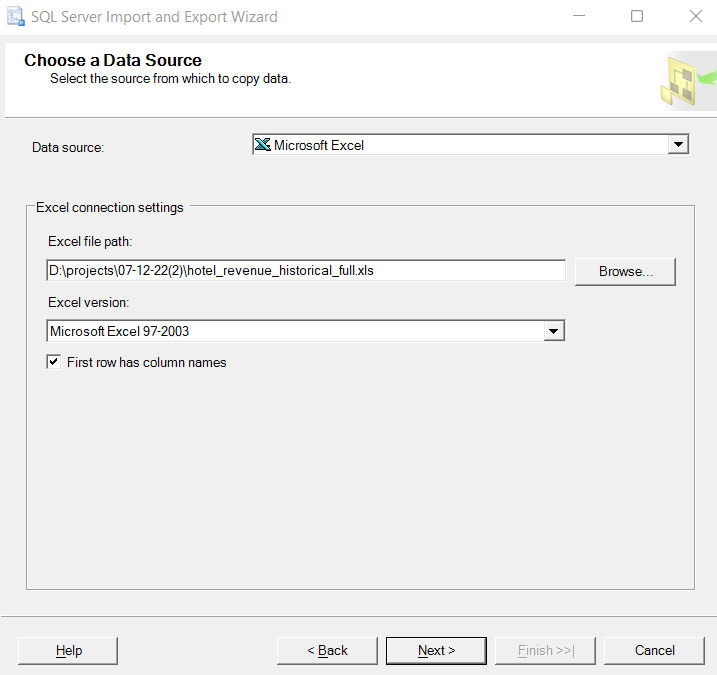 SQL Server Import and Export Wizard
Choose a Data Source
Select the source from which to copy data.
Data source:
Microsoft Excel
Excel connection settings
Excel file path:
D:\projects\07-12-22(2)\hotel_revenue_historical_full.xls
Browse...
Excel version:
Microsoft Excel 97-2003
First row has column names
Help
< Back
Next >
Finish >>|
Cancel